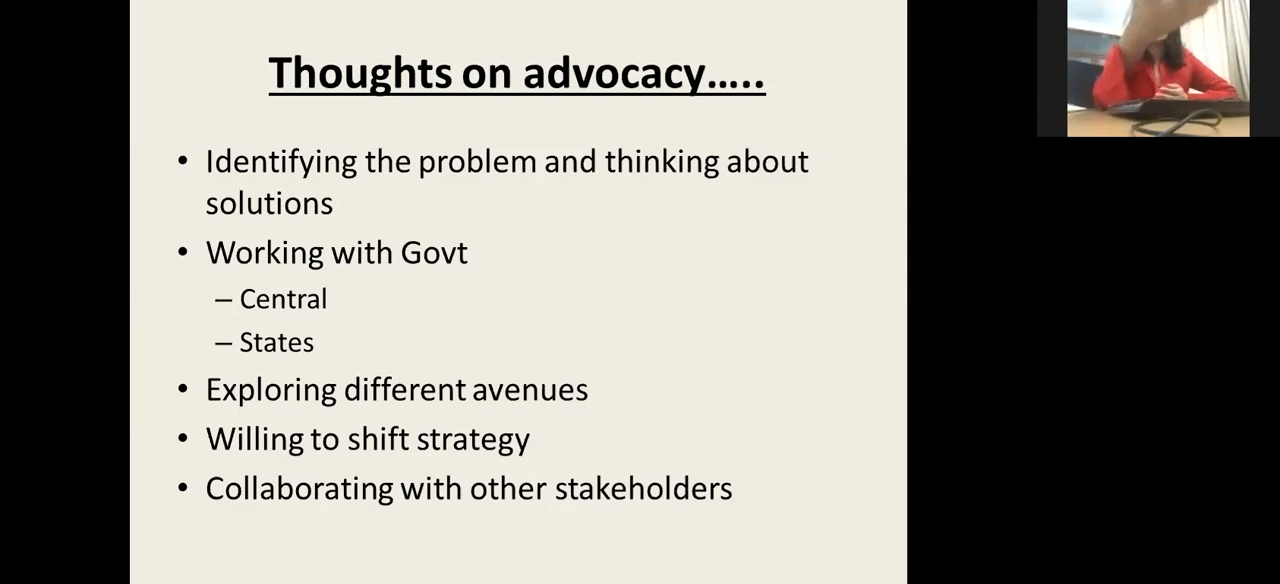 Thoughts on advocacy…..
• Identifying the problem and thinking about
solutions
• Working with Govt
– Central
– States
• Exploring different avenues
• Willing to shift strategy
• Collaborating with other stakeholders